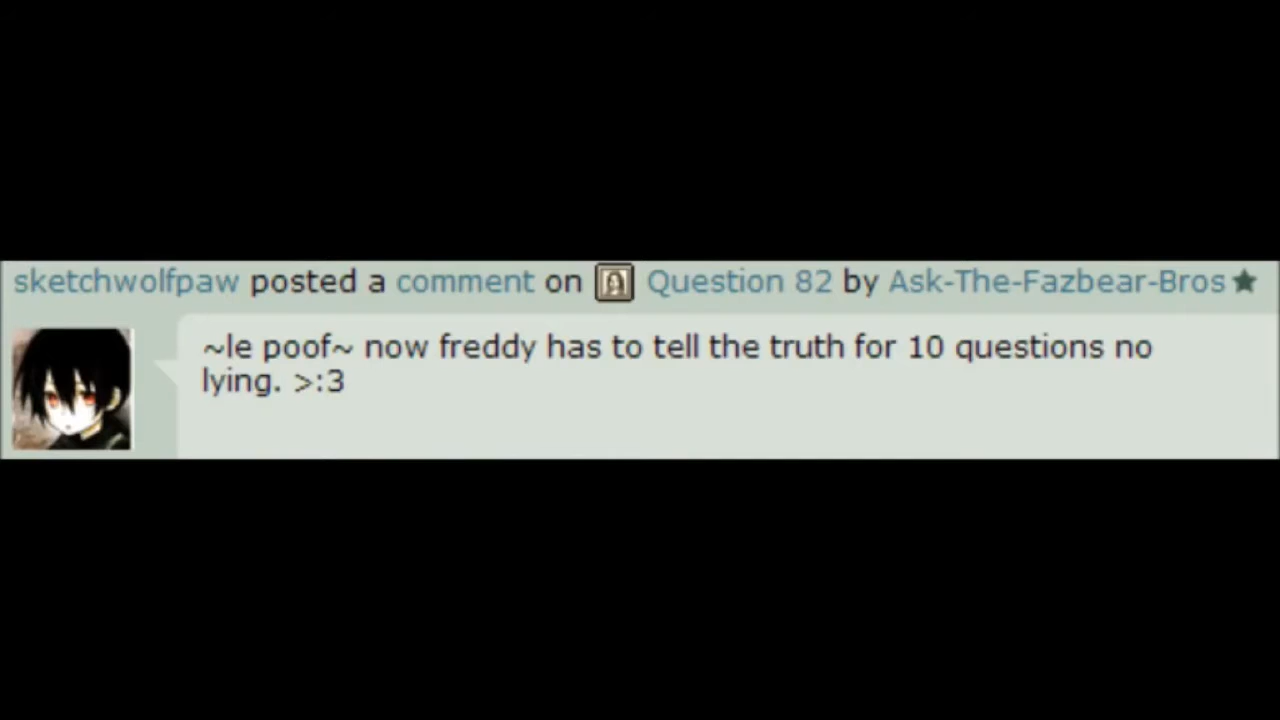 sketchwolfpaw posted a comment on Question 82 by Ask-The-Fazbear-Bros
~le poof~ now freddy has to tell the truth for 10 questions no
lying. >:3